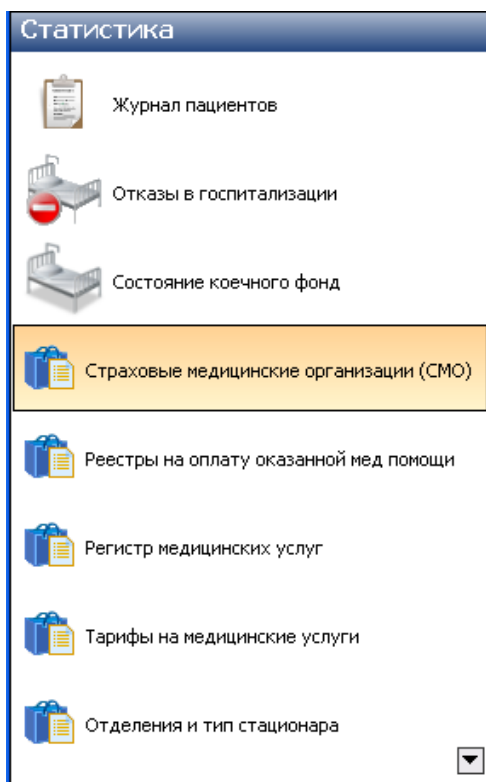 Статистика
Журнал пациентов
Отказы в госпитализации
Состояние коечного фонд
Страховые медицинские организации (СМО)
Реестры на оплату оказанной мед помощи
Регистр медицинских услуг
Тарифы на медицинские услуги
Отделения и тип стационара